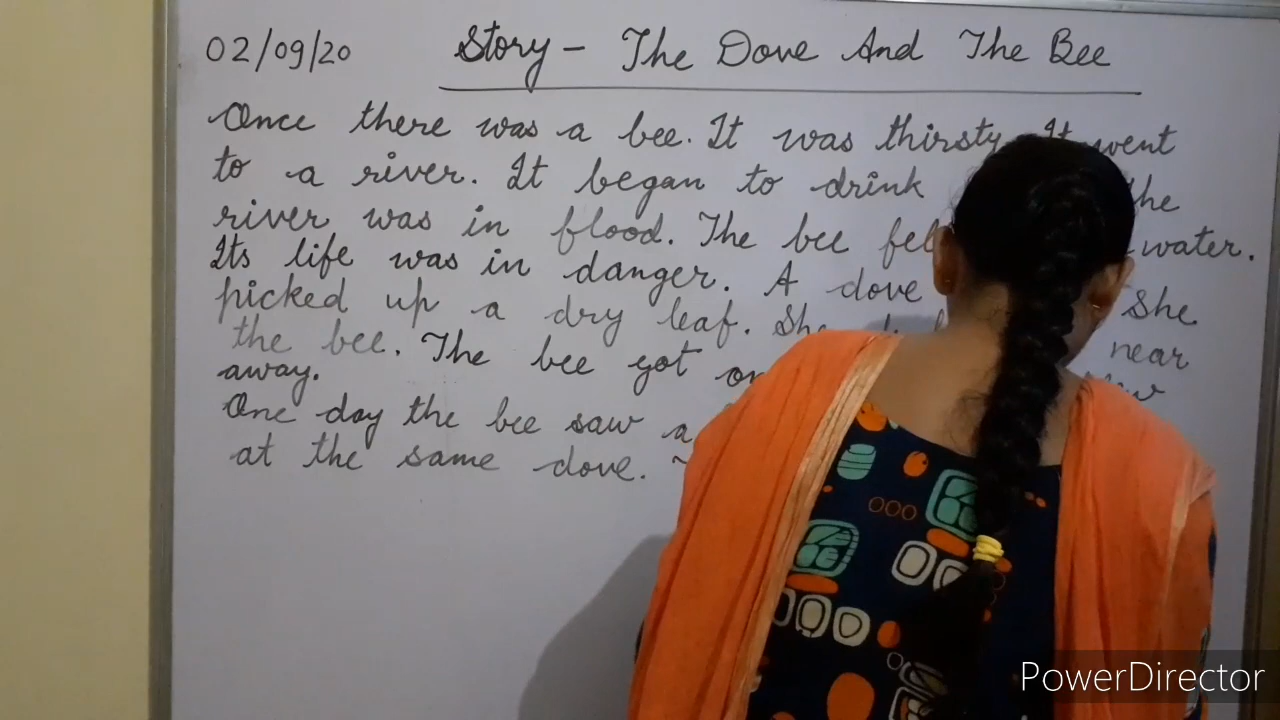 02/09/20 Story - The Dove And The Bee
Once there was a bee. It was thirsty. It went
to a river. It began to drink the
river was in flood. The bee water.
Its life was in danger. A dove She
picked up a dry leaf. She near
the bee. The bee got
away.
One day the bee saw a
at the same dove.
PowerDirector